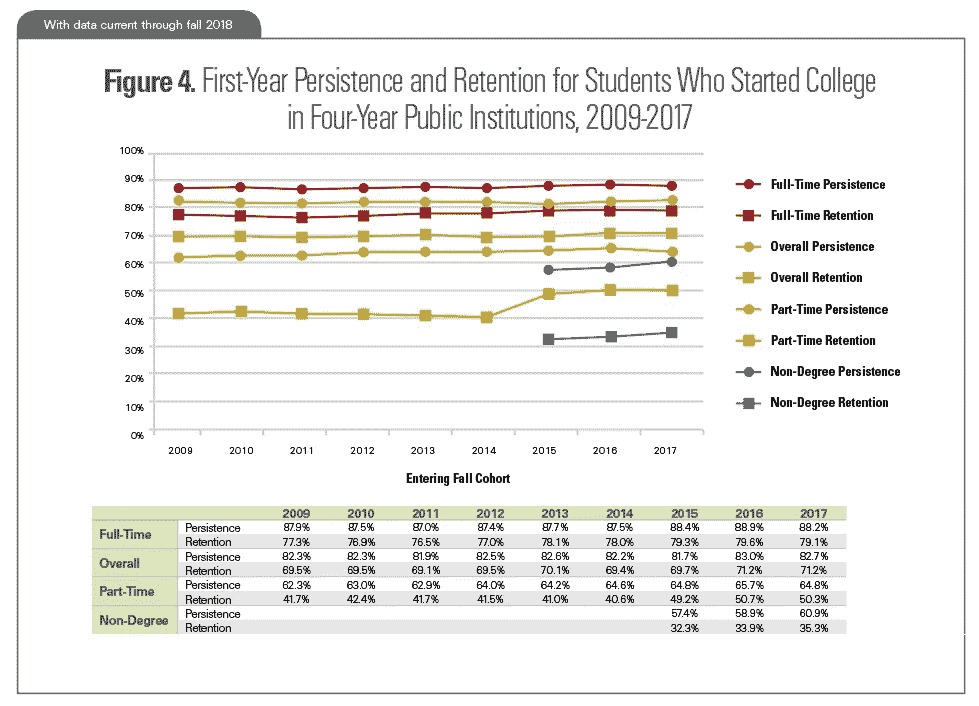 With data current through fall 2018
Figure 4. First-Year Persistence and Retention for Students Who Started College
in Four-Year Public Institutions, 2009-2017
100%
90%
80%
70%
60%
50%
40%
30%
20%
10%
0%
2009 2010 2011 2012 2013 2014 2015 2016 2017
Entering Fall Cohort
Full-Time Persistence
Full-Time Retention
Overall Persistence
Overall Retention
Part-Time Persistence
Part-Time Retention
Non-Degree Persistence
Non-Degree Retention
2009 2010 2011 2012 2013 2014 2015 2016 2017
Full-Time
Persistence 87.9% 87.5% 87.0% 87.4% 87.7% 87.5% 88.4% 88.9% 88.2%
Retention 77.3% 76.9% 76.5% 77.0% 78.1% 78.0% 79.3% 79.6% 79.1%
Overall
Persistence 82.3% 82.3% 81.9% 82.5% 82.6% 82.2% 81.7% 83.0% 82.7%
Retention 69.5% 69.5% 69.1% 69.5% 70.1% 69.4% 69.7% 71.2% 71.2%
Part-Time
Persistence 62.3% 63.0% 62.9% 64.0% 64.2% 64.6% 64.8% 65.7% 64.8%
Retention 41.7% 42.4% 41.7% 41.5% 41.0% 40.6% 49.2% 50.7% 50.3%
Non-Degree
Persistence 57.4% 58.9% 60.9%
Retention 32.3% 33.9% 35.3%